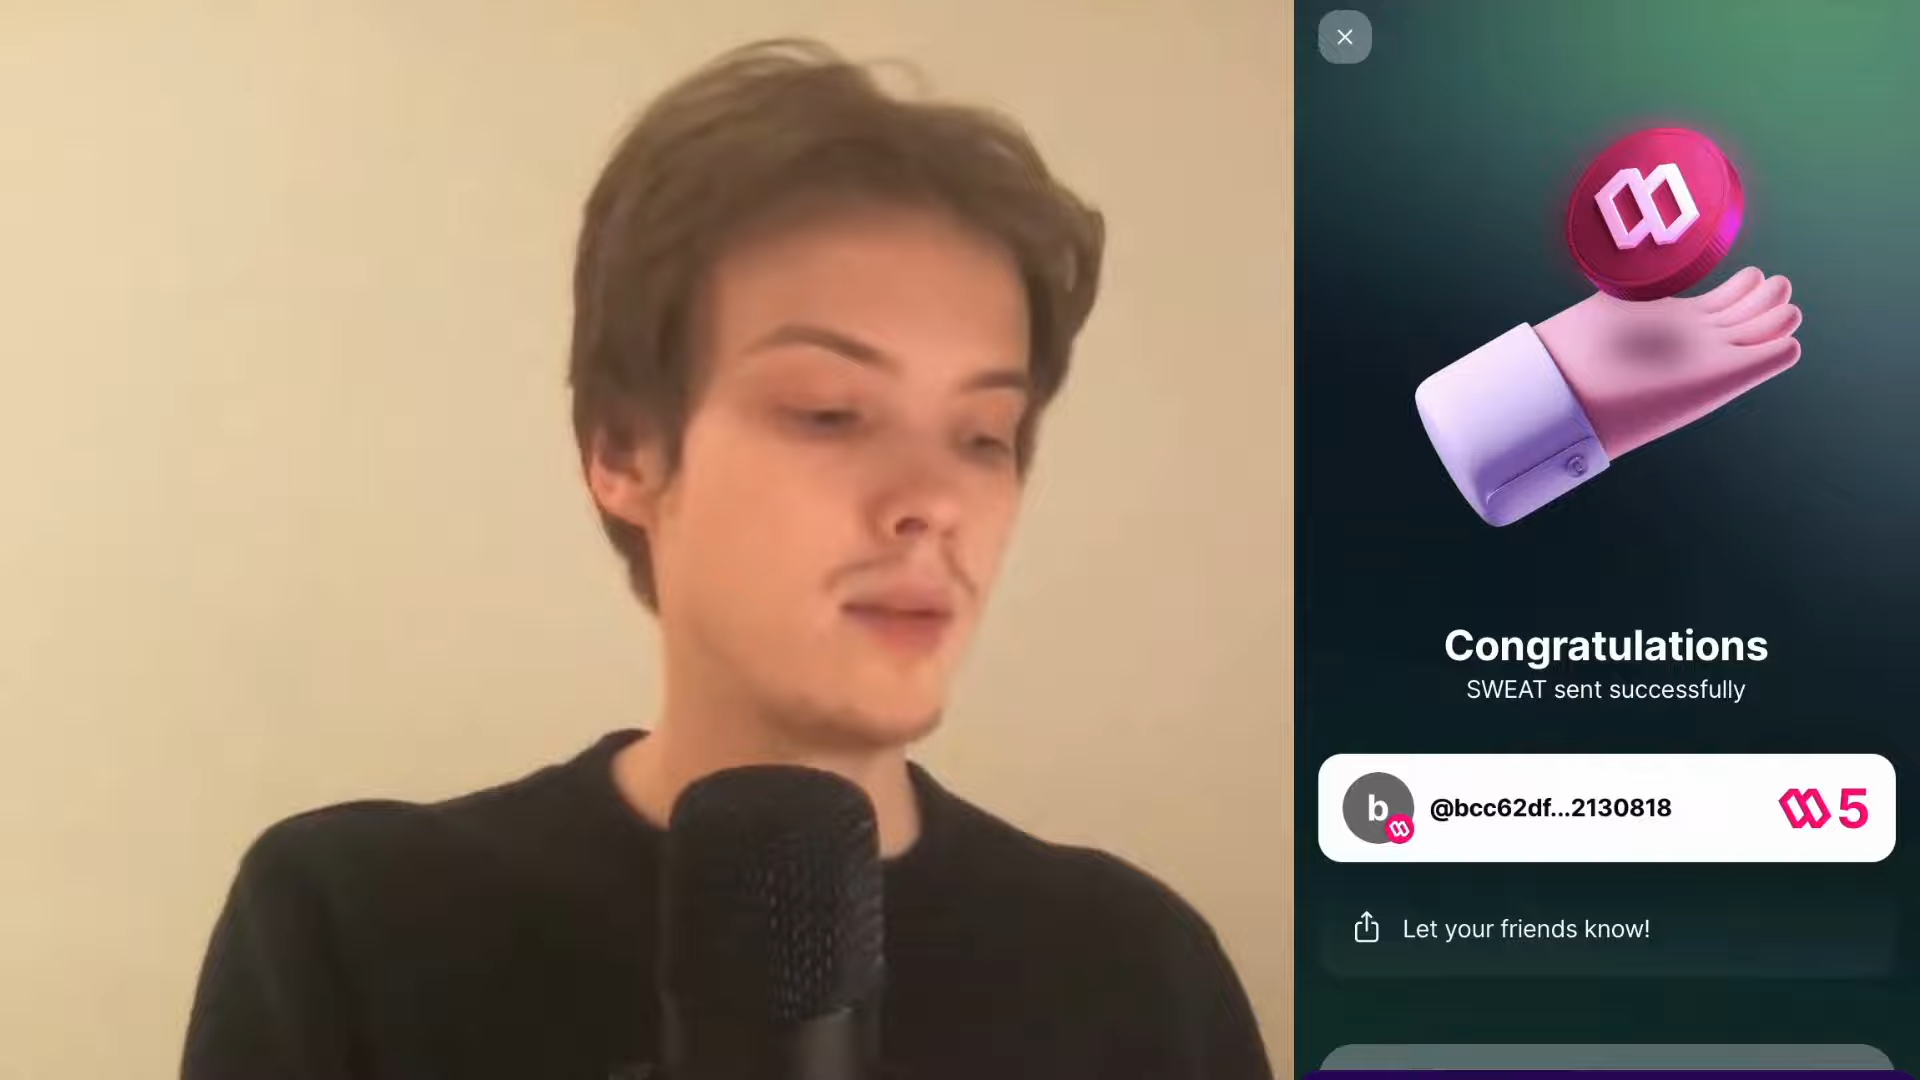 Congratulations
SWEAT sent successfully
b
@bcc62df...2130818
5
Let your friends know!